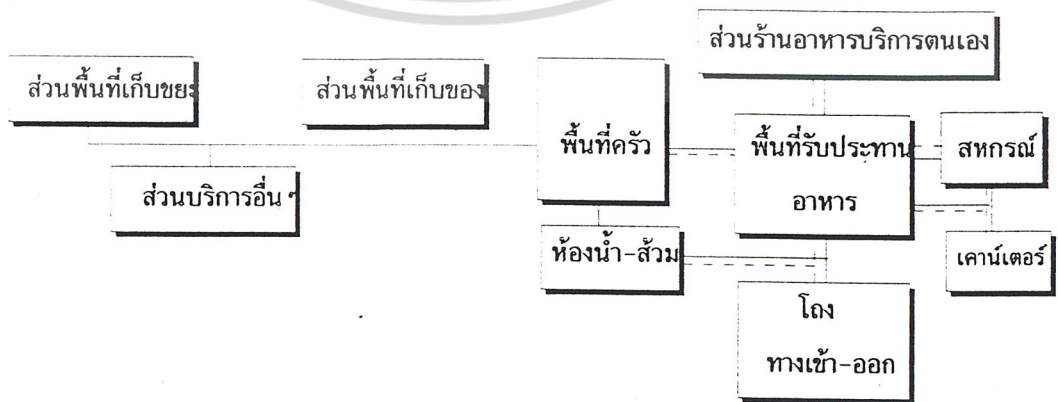 ส่วนร้านอาหารบริการตนเอง
ส่วนพื้นที่เก็บขยะ
ส่วนพื้นที่เก็บของ
พื้นที่ครัว
พื้นที่รับประทาน
อาหาร
สหกรณ์
ส่วนบริการอื่น ๆ
ห้องน้ำ-ส้วม
เคาน์เตอร์
โถง
ทางเข้า-ออก